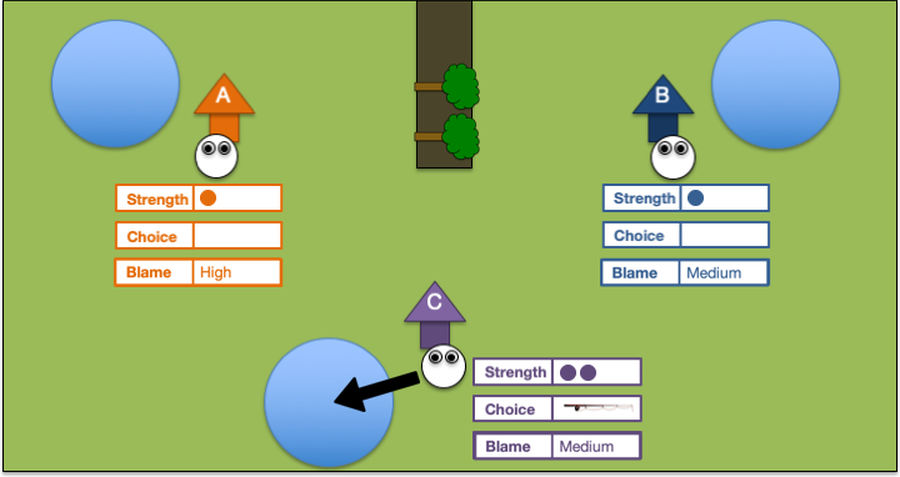 A
B
Strength
Choice
Blame High
Strength
Choice
Blame Medium
C
Strength
Choice
Blame Medium